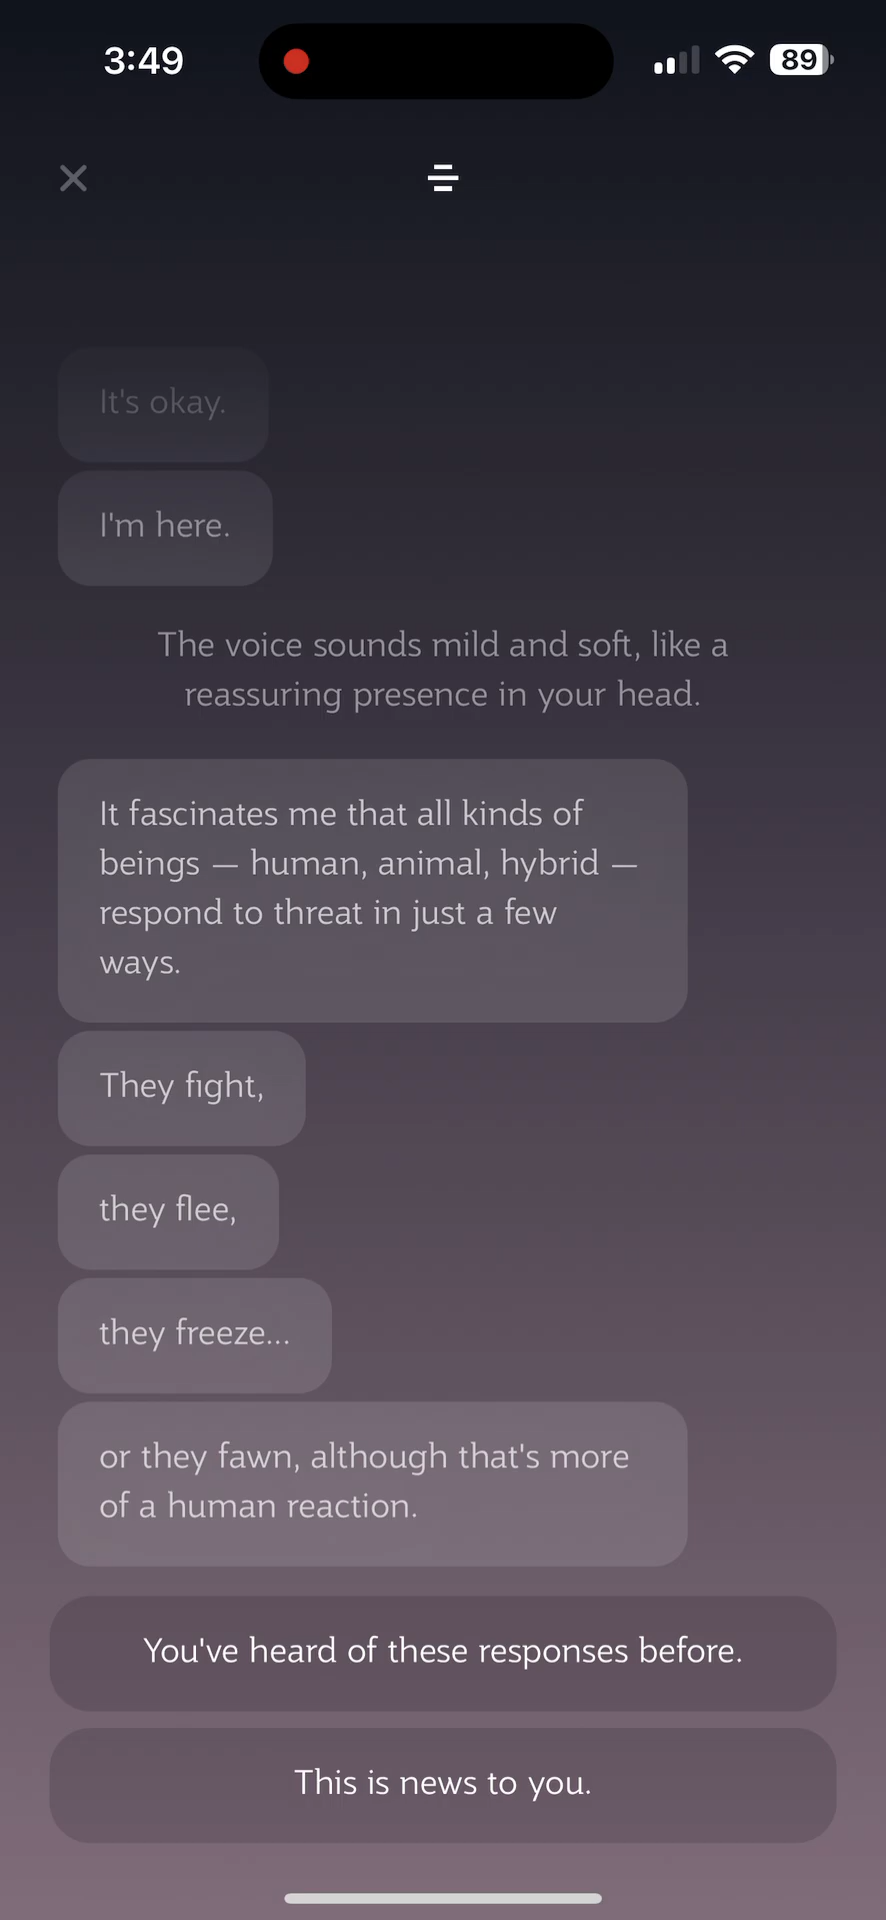 3:49
89
It's okay.
I'm here.
The voice sounds mild and soft, like a
reassuring presence in your head.
It fascinates me that all kinds of
beings — human, animal, hybrid —
respond to threat in just a few
ways.
They fight,
they flee,
they freeze...
or they fawn, although that's more
of a human reaction.
You've heard of these responses before.
This is news to you.